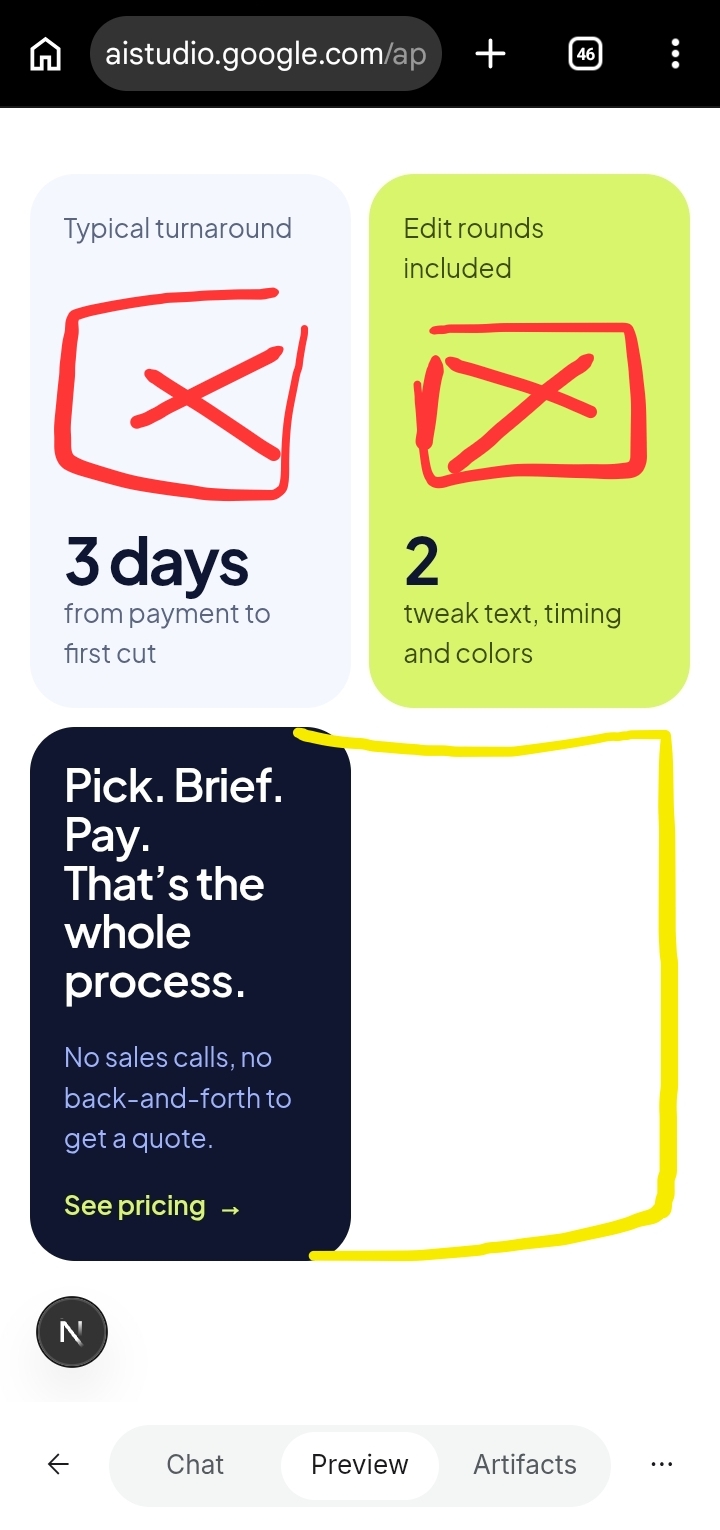 aistudio.google.com/ap
46
Typical turnaround
Edit rounds
included
3 days
from payment to
first cut
2
tweak text, timing
and colors
Pick. Brief.
Pay.
That’s the
whole
process.
No sales calls, no
back-and-forth to
get a quote.
See pricing →
N
Chat
Preview
Artifacts